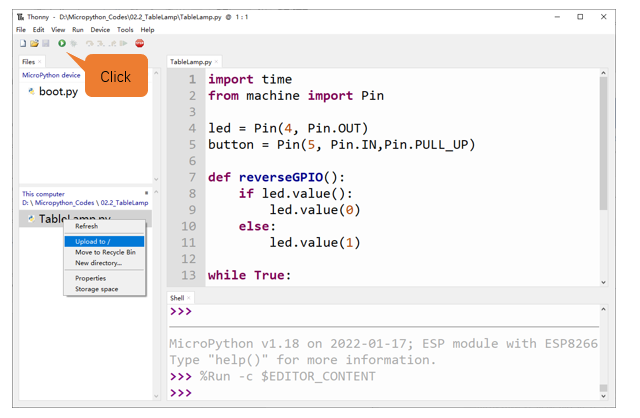 Thonny - D:\Micropython_Codes\02.2_TableLamp\TableLamp.py @ 1 : 1
File Edit View Run Device Tools Help
Click
Files ×
MicroPython device
boot.py
This computer
D: \ Micropython_Codes \ 02.2_TableLamp
TableLamp.py
Refresh
Upload to /
Move to Recycle Bin
New directory...
Properties
Storage space
TableLamp.py ×
1 import time
2 from machine import Pin
3
4 led = Pin(4, Pin.OUT)
5 button = Pin(5, Pin.IN,Pin.PULL_UP)
6
7 def reverseGPIO():
8     if led.value():
9         led.value(0)
10     else:
11         led.value(1)
12
13 while True:
Shell ×
>>>
MicroPython v1.18 on 2022-01-17; ESP module with ESP8266
Type "help()" for more information.
>>> %Run -c $EDITOR_CONTENT
>>>